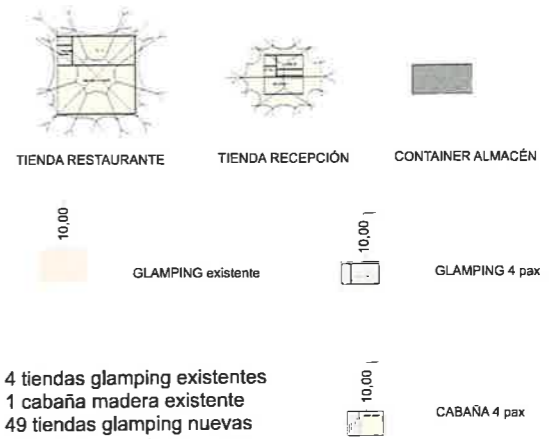 TIENDA RESTAURANTE
TIENDA RECEPCIÓN
CONTAINER ALMACÉN
10,00
GLAMPING existente
10,00
GLAMPING 4 pax
4 tiendas glamping existentes
1 cabaña madera existente
49 tiendas glamping nuevas
10,00
CABAÑA 4 pax